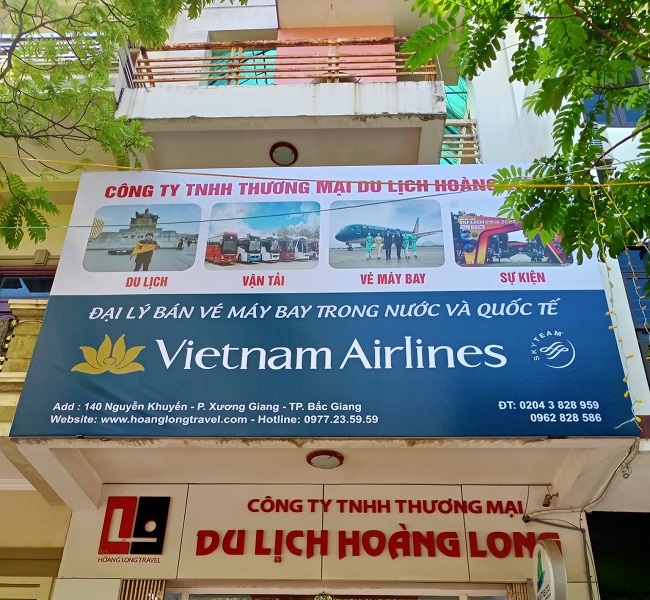 CÔNG TY TNHH THƯƠNG MẠI DU LỊCH HOÀNG
DU LỊCH
VẬN TẢI
VÉ MÁY BAY
SỰ KIỆN
ĐẠI LÝ BÁN VÉ MÁY BAY TRONG NƯỚC VÀ QUỐC TẾ
Vietnam Airlines
SKYTEAM
Add : 140 Nguyễn Khuyến - P. Xương Giang - TP. Bắc Giang
Website: www.hoanglongtravel.com - Hotline: 0977.23.59.59
ĐT: 0204 3 828 959
0962 828 586
HOÀNG LONG TRAVEL
CÔNG TY TNHH THƯƠNG MẠI
DU LỊCH HOÀNG LONG